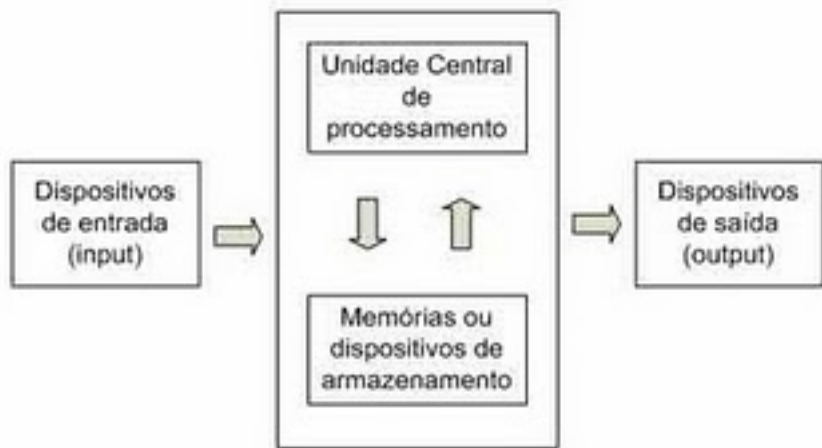 Unidade Central
de
processamento
Dispositivos
de entrada
(input)
Dispositivos
de saída
(output)
Memórias ou
dispositivos de
armazenamento